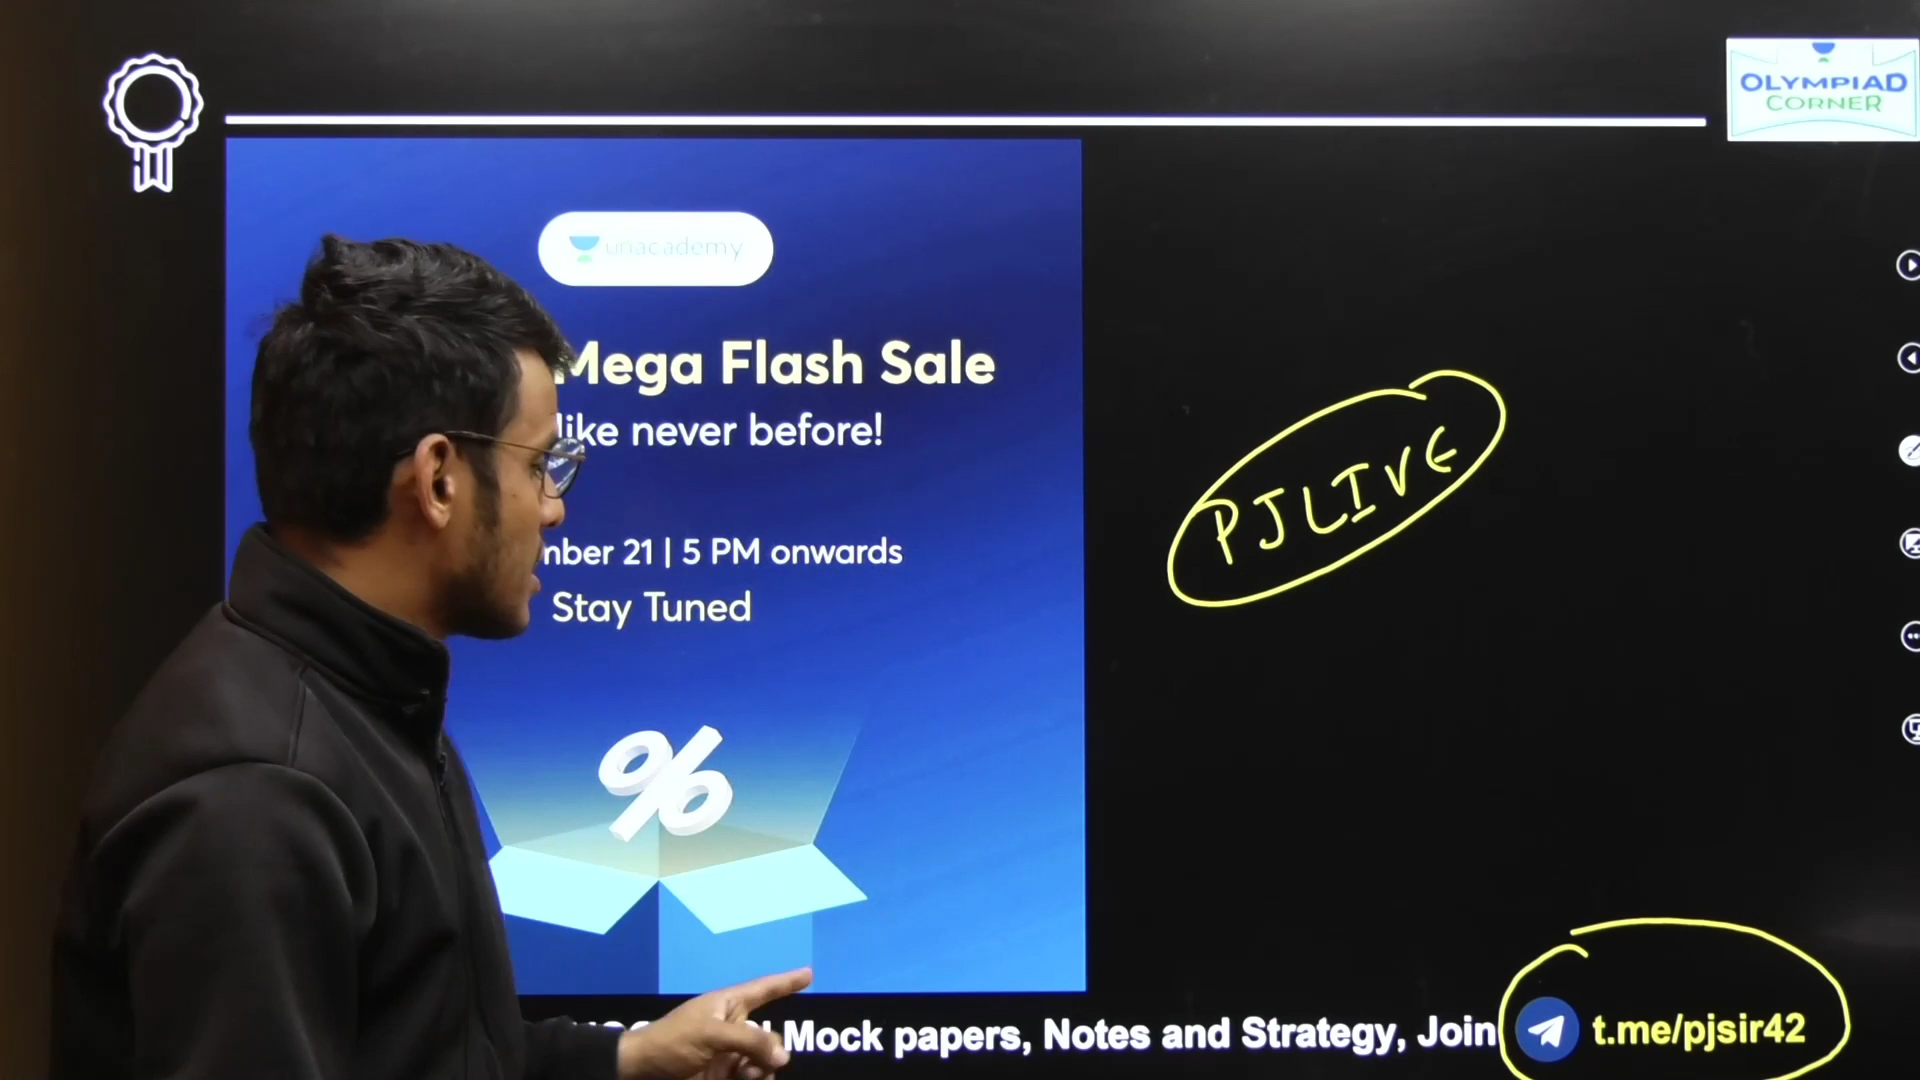 OLYMPIAD
CORNER
unacademy
Mega Flash Sale
like never before!
21 | 5 PM onwards
Stay Tuned
%
PJLIVE
Mock papers, Notes and Strategy, Join
t.me/pjsir42